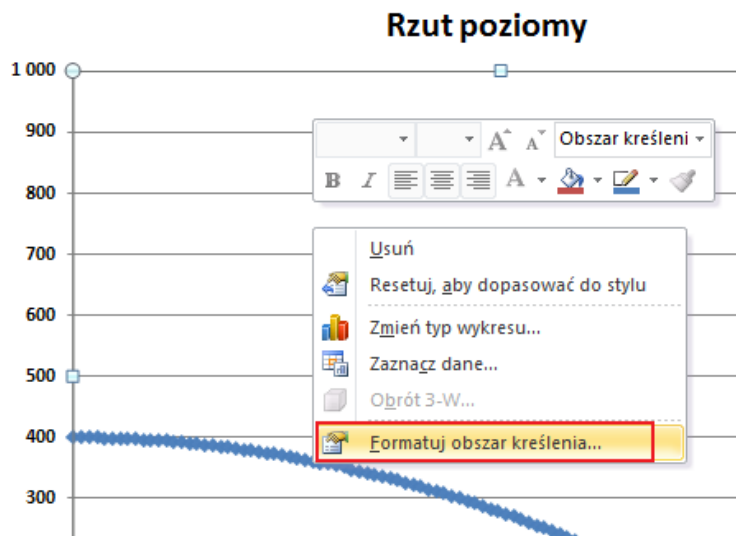 Rzut poziomy
1 000
900
Obszar kreśleni
B I A
800
Usuń
700
Resetuj, aby dopasować do stylu
Zmień typ wykresu...
600
Zaznacz dane...
500
Obrót 3-W...
400
Formatuj obszar kreślenia...
300